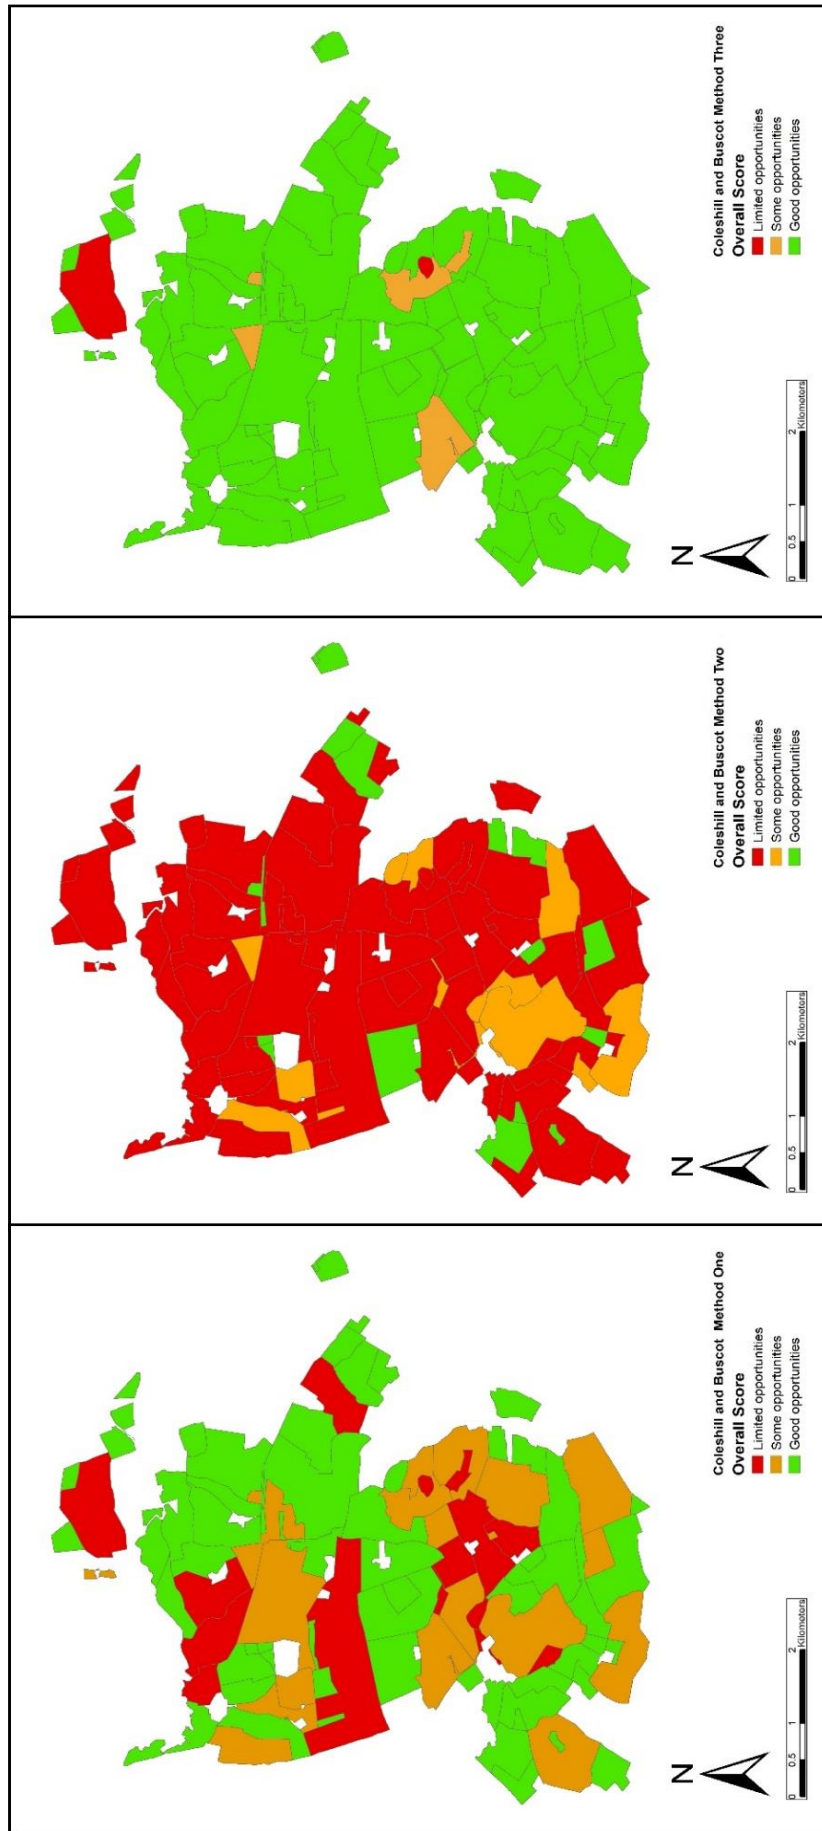 Coleshill and Buscot Method One
Overall Score
Limited opportunities
Some opportunities
Good opportunities
N
0 0.5 1 2
Kilometers
Coleshill and Buscot Method Two
Overall Score
Limited opportunities
Some opportunities
Good opportunities
N
0 0.5 1 2
Kilometers
Coleshill and Buscot Method Three
Overall Score
Limited opportunities
Some opportunities
Good opportunities
N
0 0.5 1 2
Kilometers